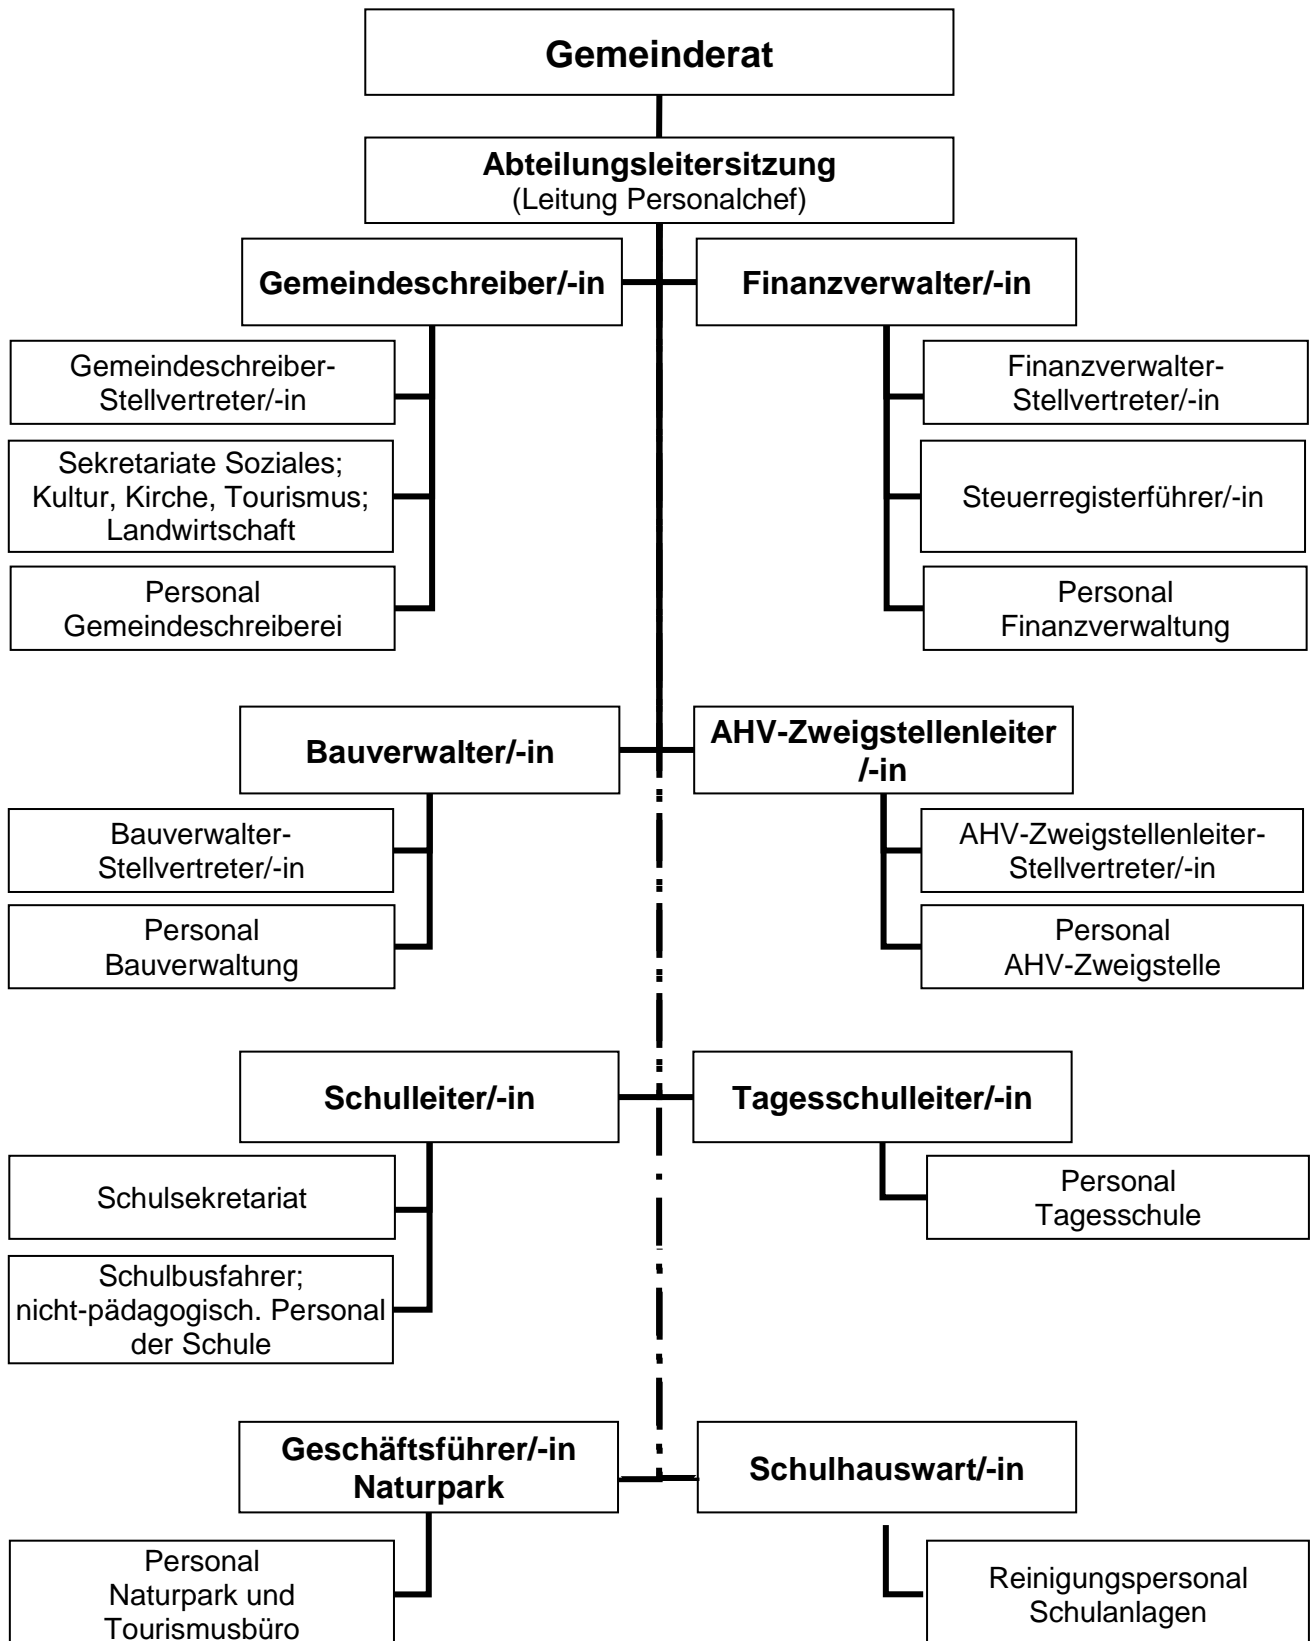 Gemeinderat
Abteilungsleitersitzung
(Leitung Personalchef)
Gemeindeschreiber/-in
Finanzverwalter/-in
Gemeindeschreiber-
Stellvertreter/-in
Finanzverwalter-
Stellvertreter/-in
Sekretariate Soziales;
Kultur, Kirche, Tourismus;
Landwirtschaft
Steuerregisterführer/-in
Personal
Gemeindeschreiberei
Personal
Finanzverwaltung
Bauverwalter/-in
AHV-Zweigstellenleiter
/-in
Bauverwalter-
Stellvertreter/-in
AHV-Zweigstellenleiter-
Stellvertreter/-in
Personal
Bauverwaltung
Personal
AHV-Zweigstelle
Schulleiter/-in
Tagesschulleiter/-in
Schulsekretariat
Personal
Tagesschule
Schulbusfahrer;
nicht-pädagogisch. Personal
der Schule
Geschäftsführer/-in
Naturpark
Schulhauswart/-in
Personal
Naturpark und
Tourismusbüro
Reinigungspersonal
Schulanlagen